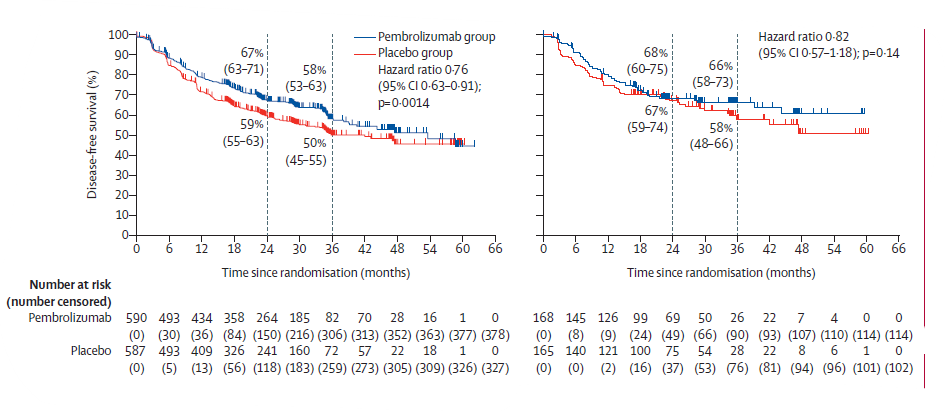 100
90
80
70
60
50
40
30
20
10
0
Disease-free survival (%)
Pembrolizumab group
Placebo group
Hazard ratio 0·76
(95% CI 0·63–0·91);
p=0·0014
67%
(63–71)
58%
(53–63)
59%
(55–63)
50%
(45–55)
0 6 12 18 24 30 36 42 48 54 60 66
Time since randomisation (months)
Hazard ratio 0·82
(95% CI 0·57–1·18); p=0·14
68%
(60–75)
66%
(58–73)
67%
(59–74)
58%
(48–66)
0 6 12 18 24 30 36 42 48 54 60 66
Time since randomisation (months)
Number at risk
(number censored)
Pembrolizumab 590 493 434 358 264 185 82 70 28 16 1 0 168 145 126 99 69 50 26 22 7 4 0 0
(0) (30) (36) (84) (150) (216) (306) (313) (352) (363) (377) (378) (0) (8) (9) (24) (49) (66) (90) (93) (107) (110) (114) (114)
Placebo 587 493 409 326 241 160 72 57 22 18 1 0 165 140 121 100 75 54 28 22 8 6 1 0
(0) (5) (13) (56) (118) (183) (259) (273) (305) (309) (326) (327) (0) (0) (2) (16) (37) (53) (76) (81) (94) (96) (101) (102)